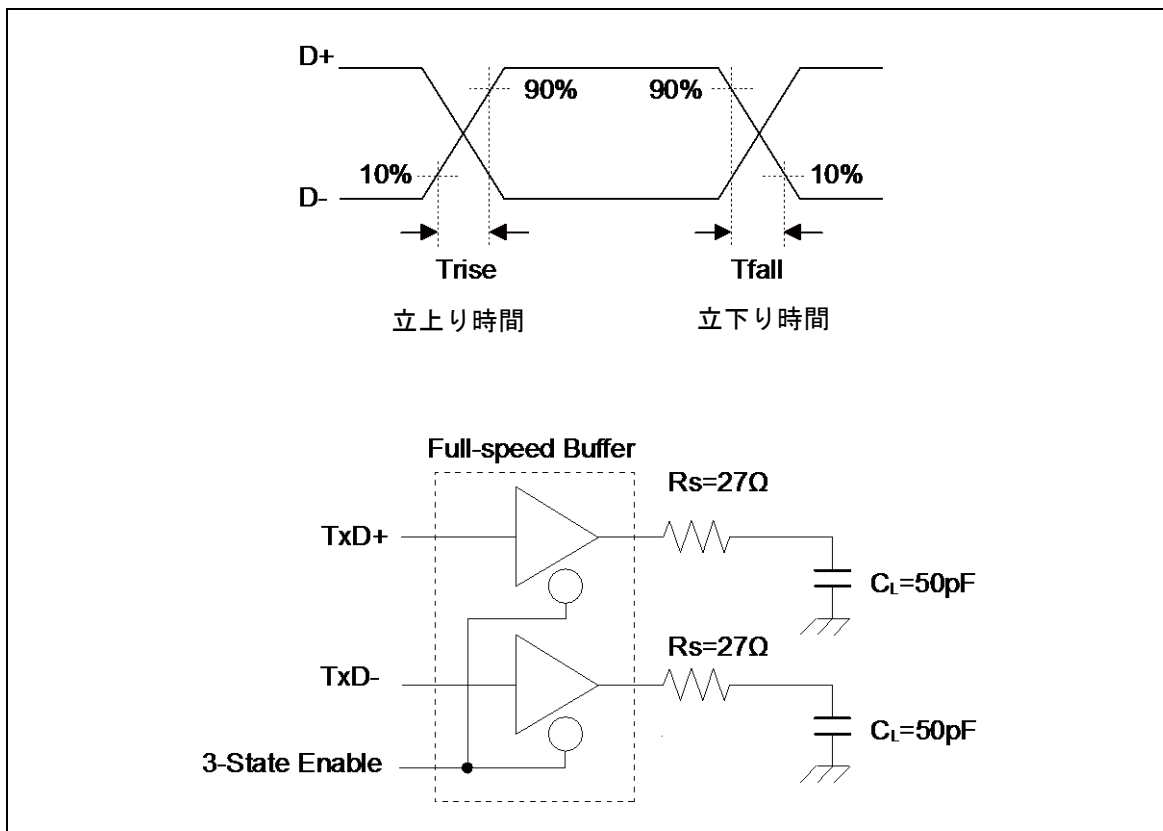 D+
90% 90%
10% 10%
D-
Trise Tfall
立上り時間 立下り時間
Full-speed Buffer
Rs=27Ω
TxD+
CL=50pF
Rs=27Ω
TxD-
CL=50pF
3-State Enable